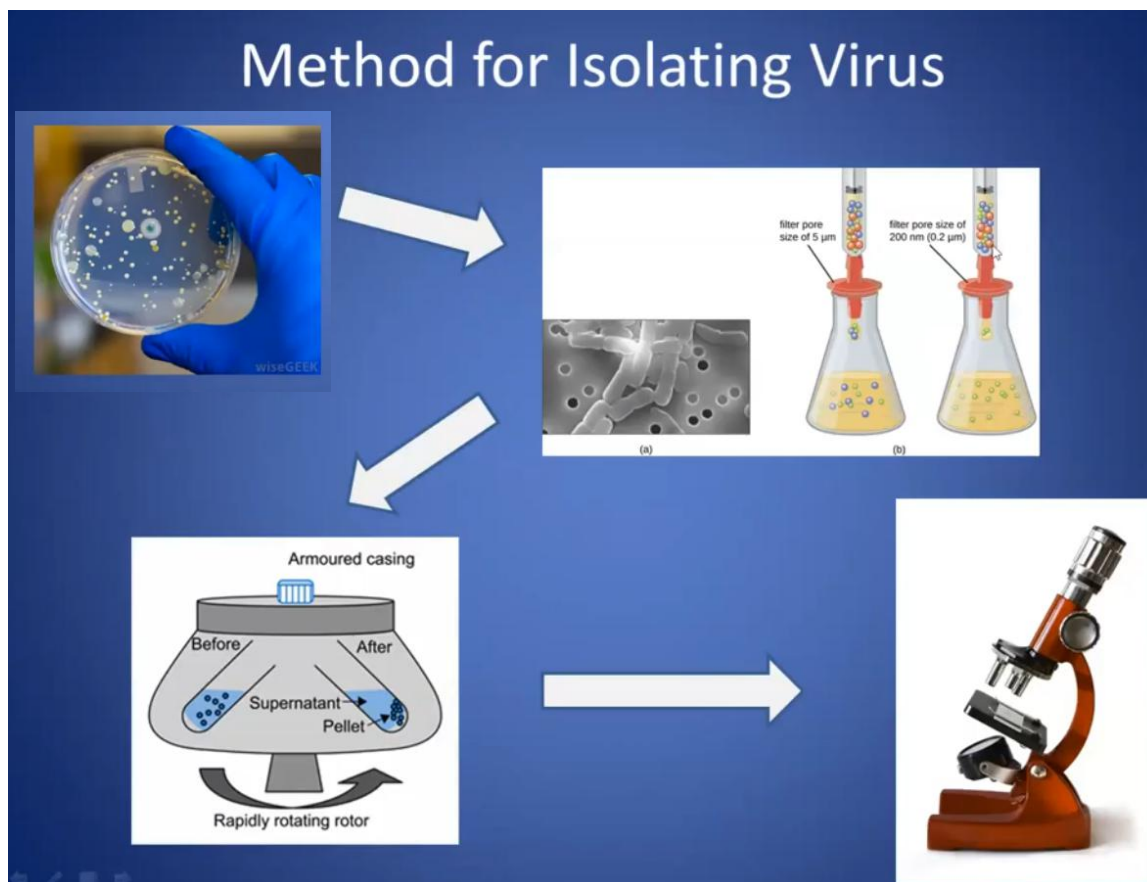 Method for Isolating Virus
wiseGEEK
filter pore
size of 5 µm
filter pore size of
200 nm (0.2 µm)
(a)
(b)
Armoured casing
Before
After
Supernatant
Pellet
Rapidly rotating rotor